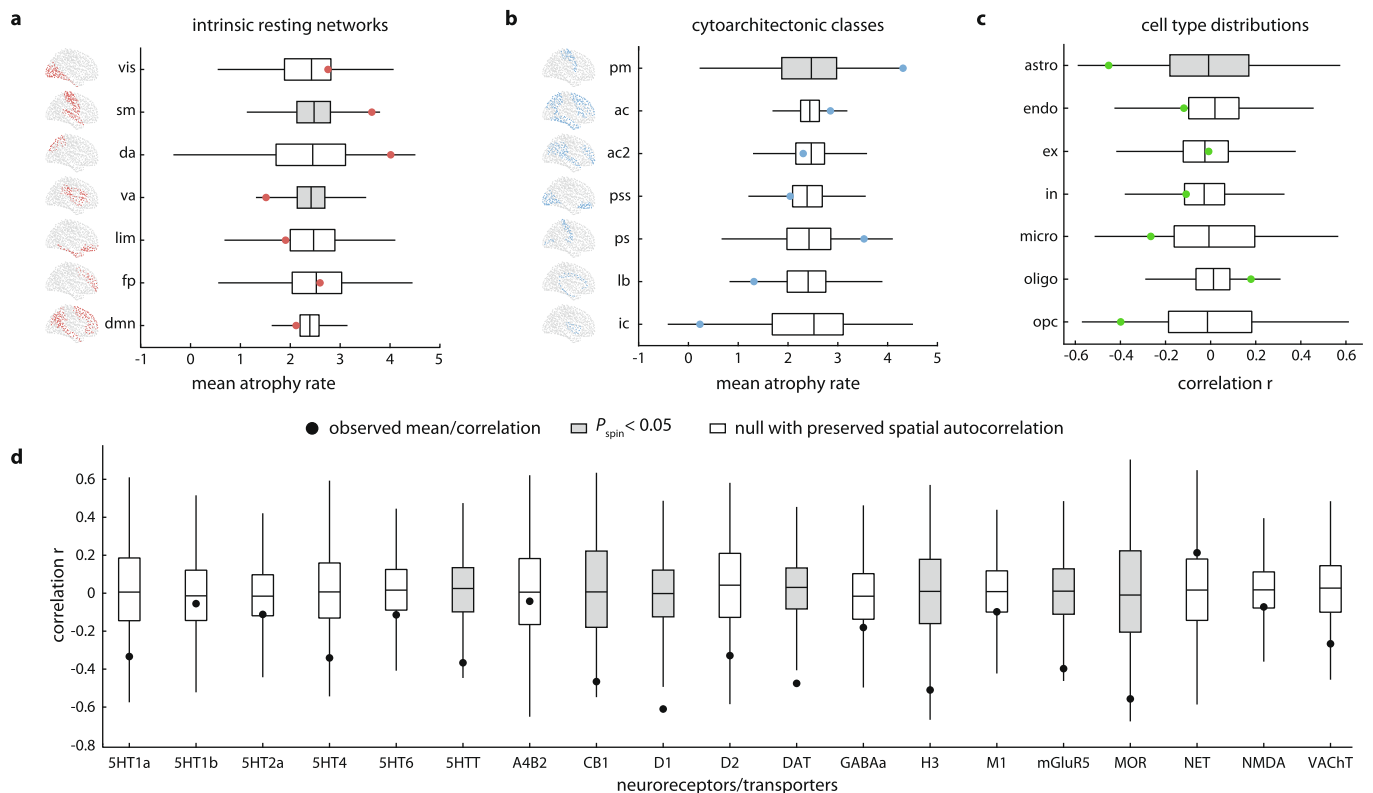 a
intrinsic resting networks
vis
sm
da
va
lim
fp
dmn
-1 0 1 2 3 4 5
mean atrophy rate
b
cytoarchitectonic classes
pm
ac
ac2
pss
ps
lb
ic
-1 0 1 2 3 4 5
mean atrophy rate
c
cell type distributions
astro
endo
ex
in
micro
oligo
opc
-0.6 -0.4 -0.2 0 0.2 0.4 0.6
correlation r
observed mean/correlation
Pspin< 0.05
null with preserved spatial autocorrelation
d
correlation r
0.6
0.4
0.2
0
-0.2
-0.4
-0.6
-0.8
5HT1a 5HT1b 5HT2a 5HT4 5HT6 5HTT A4B2 CB1 D1 D2 DAT GABAa H3 M1 mGluR5 MOR NET NMDA VAChT
neuroreceptors/transporters